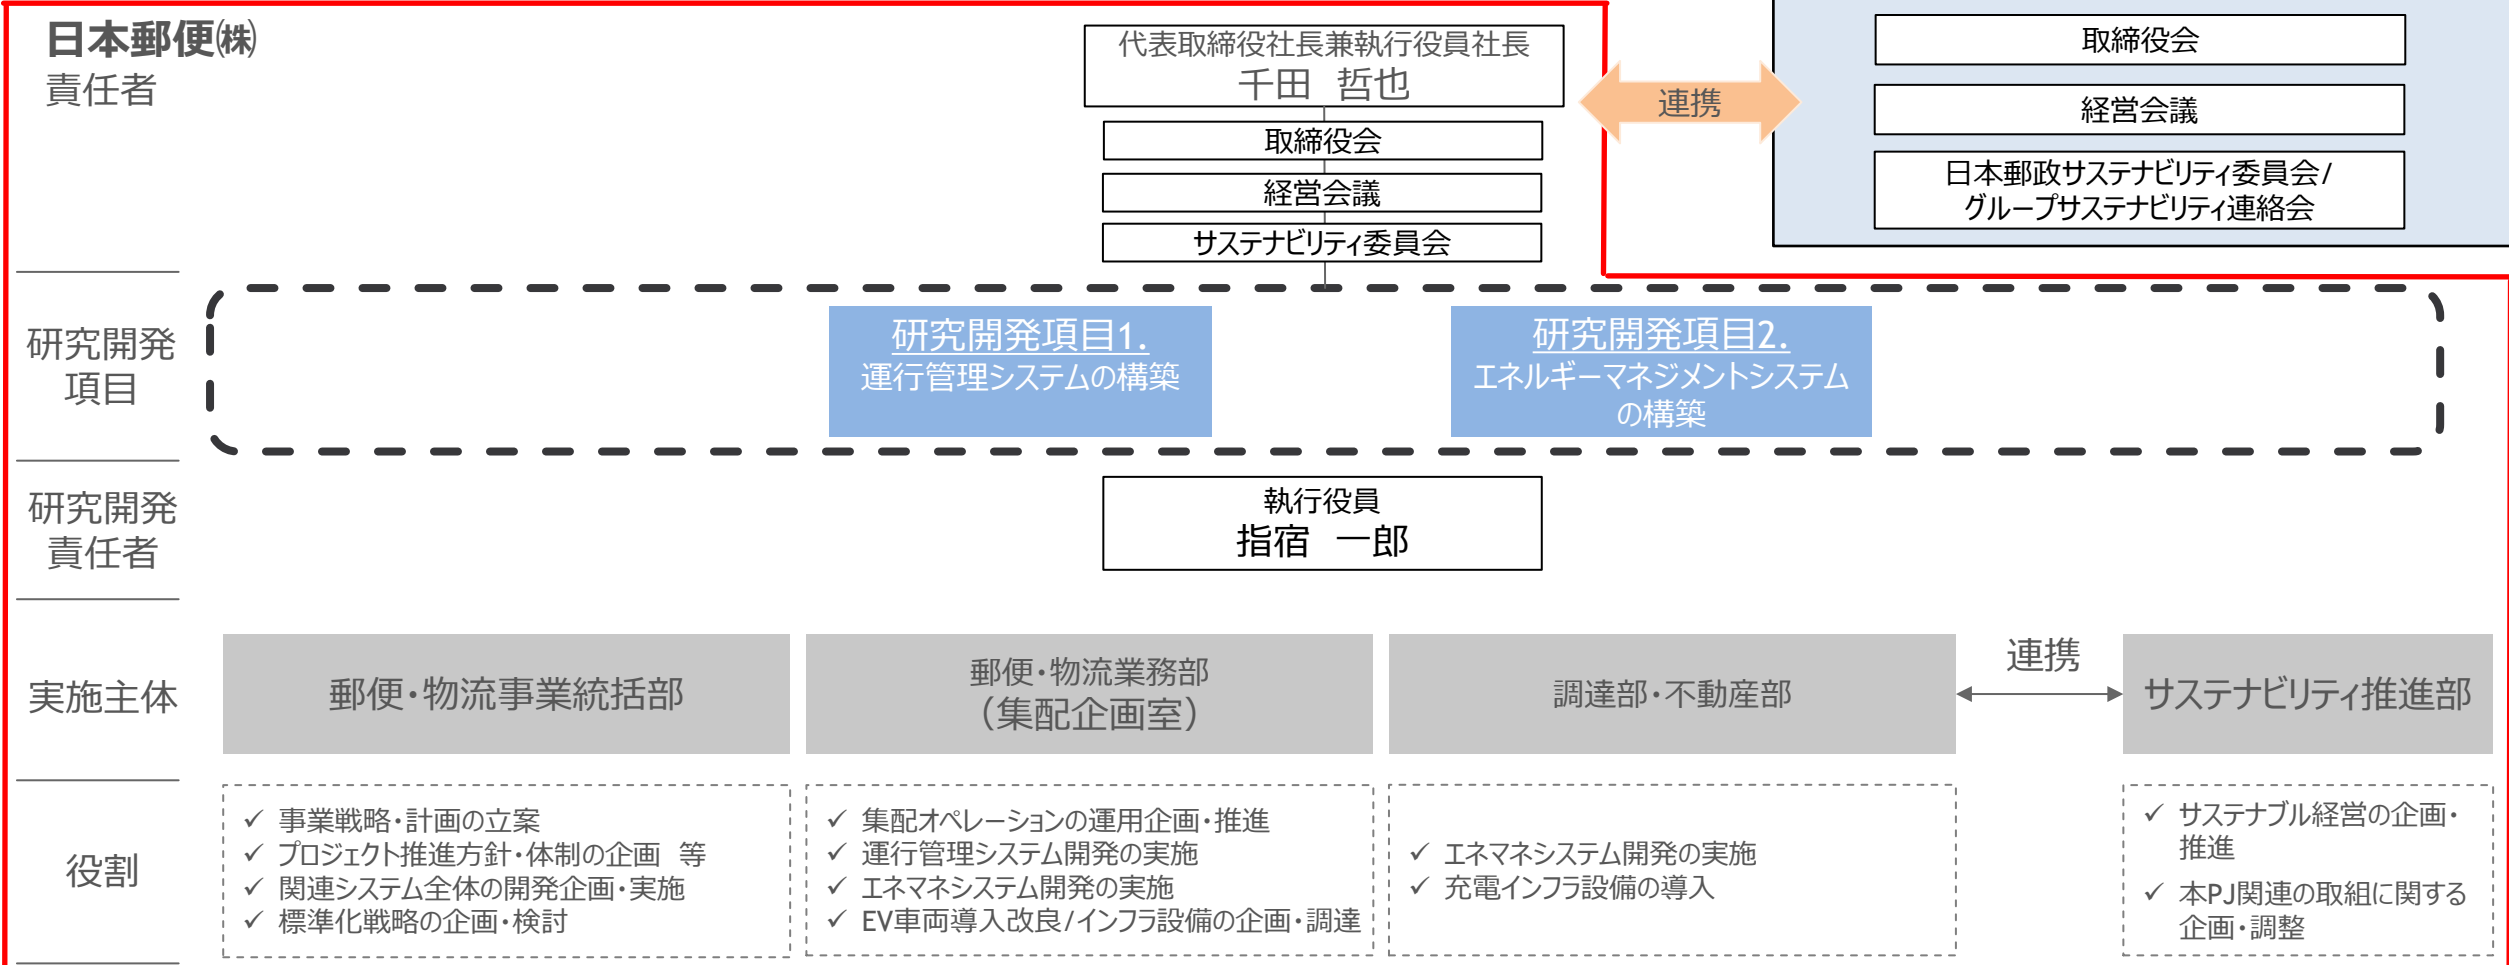 日本郵便㈱
責任者
代表取締役社長兼執行役員社長
千田　哲也
取締役会
経営会議
サステナビリティ委員会
連携
取締役会
経営会議
日本郵政サステナビリティ委員会/
グループサステナビリティ連絡会
研究開発
項目
研究開発項目1.
運行管理システムの構築
研究開発項目2.
エネルギーマネジメントシステム
の構築
研究開発
責任者
執行役員
指宿　一郎
実施主体
郵便・物流事業統括部
郵便・物流業務部
（集配企画室）
調達部・不動産部
連携
サステナビリティ推進部
役割
✓ 事業戦略・計画の立案
✓ プロジェクト推進方針・体制の企画　等
✓ 関連システム全体の開発企画・実施
✓ 標準化戦略の企画・検討
✓ 集配オペレーションの運用企画・推進
✓ 運行管理システム開発の実施
✓ エネマネシステム開発の実施
✓ EV車両導入改良/インフラ設備の企画・調達
✓ エネマネシステム開発の実施
✓ 充電インフラ設備の導入
✓ サステナブル経営の企画・
推進
✓ 本PJ関連の取組に関する
企画・調整